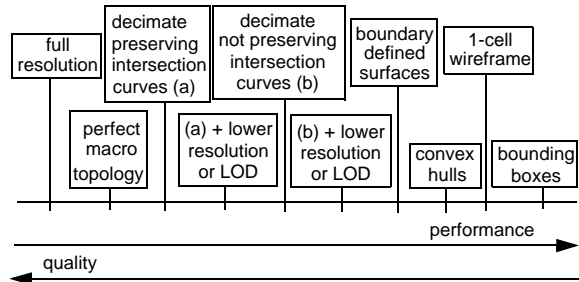 full
resolution
decimate
preserving
intersection
curves (a)
decimate
not preserving
intersection
curves (b)
boundary
defined
surfaces
1-cell
wireframe
perfect
macro
topology
(a) + lower
resolution
or LOD
(b) + lower
resolution
or LOD
convex
hulls
bounding
boxes
performance
quality